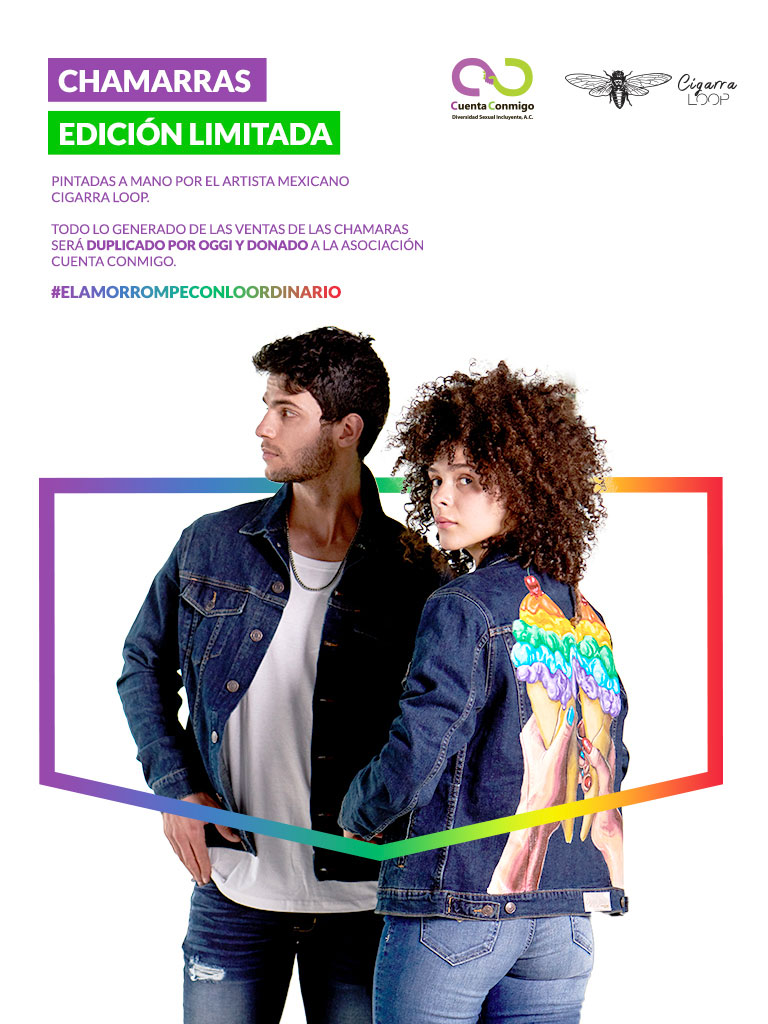 CHAMARRAS
EDICIÓN LIMITADA
Cuenta Conmigo
Diversidad Sexual Incluyente, A.C.
Cigarra
LOOP
PINTADAS A MANO POR EL ARTISTA MEXICANO
CIGARRA LOOP.
TODO LO GENERADO DE LAS VENTAS DE LAS CHAMARAS
SERÁ DUPLICADO POR OGGI Y DONADO A LA ASOCIACIÓN
CUENTA CONMIGO.
#ELAMORROMPECONLOORDINARIO